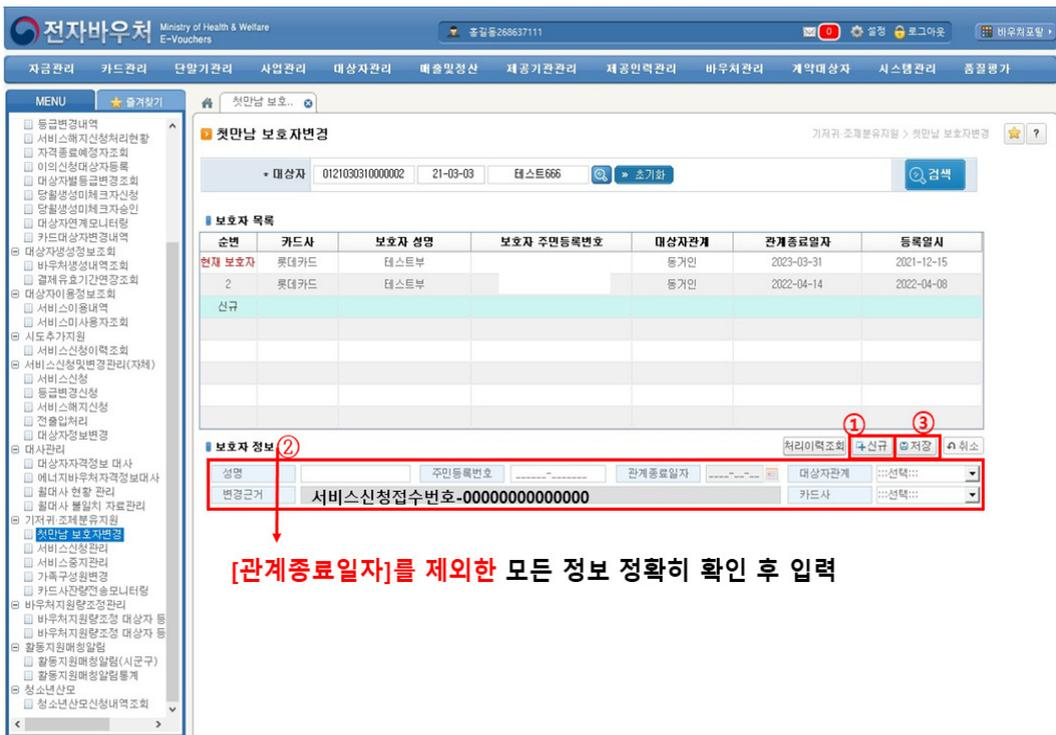 전자바우처 Ministry of Health & Welfare
E-Vouchers
홍길동268637111
0 설정 로그아웃 바우처포탈
자금관리 카드관리 단말기관리 사업관리 대상자관리 매출및정산 제공기관관리 제공인력관리 바우처관리 계약대상자 시스템관리 품질평가
MENU 즐겨찾기
첫만남 보호..
등급변경내역
서비스해지신청처리현황
자격종료예정자조회
이의신청대상자등록
대상자별등급변경조회
당월생성미체크자신청
당월생성미체크자승인
대상자연계모니터링
카드대상자변경내역
대상자생성정보조회
바우처생성내역조회
결제유효기간연장조회
대상자이용정보조회
서비스이용내역
서비스미사용자조회
시도추가지원
서비스신청이력조회
서비스신청및변경관리(자체)
서비스신청
등급변경신청
서비스해지신청
전출입처리
대상자정보변경
대사관리
대상자자격정보 대사
에너지바우처자격정보대사
월대사 현황 관리
월대사 불일치 자료관리
기저귀·조제분유지원
첫만남 보호자변경
서비스신청관리
서비스중지관리
가족구성원변경
카드사잔량전송모니터링
바우처지원량조정관리
바우처지원량조정 대상자 등
바우처지원량조정 대상자 등
활동지원매칭알림
활동지원매칭알림(시군구)
활동지원매칭알림통계
청소년산모
청소년산모신청내역조회
첫만남 보호자변경
기저귀·조제분유지원 > 첫만남 보호자변경 ?
* 대상자 0121030310000002 21-03-03 테스트666 » 초기화 검색
보호자 목록
순번 카드사 보호자 성명 보호자 주민등록번호 대상자관계 관계종료일자 등록일시
현재 보호자 롯데카드 테스트부 동거인 2023-03-31 2021-12-15
2 롯데카드 테스트부 동거인 2022-04-14 2022-04-08
신규
① ③
보호자 정보 ② 처리이력조회 신규 저장 취소
성명 주민등록번호 ______-_______ 관계종료일자 ____-__-__ 대상자관계 :::선택:::
변경근거 서비스신청접수번호-00000000000000 카드사 :::선택:::
[관계종료일자]를 제외한 모든 정보 정확히 확인 후 입력